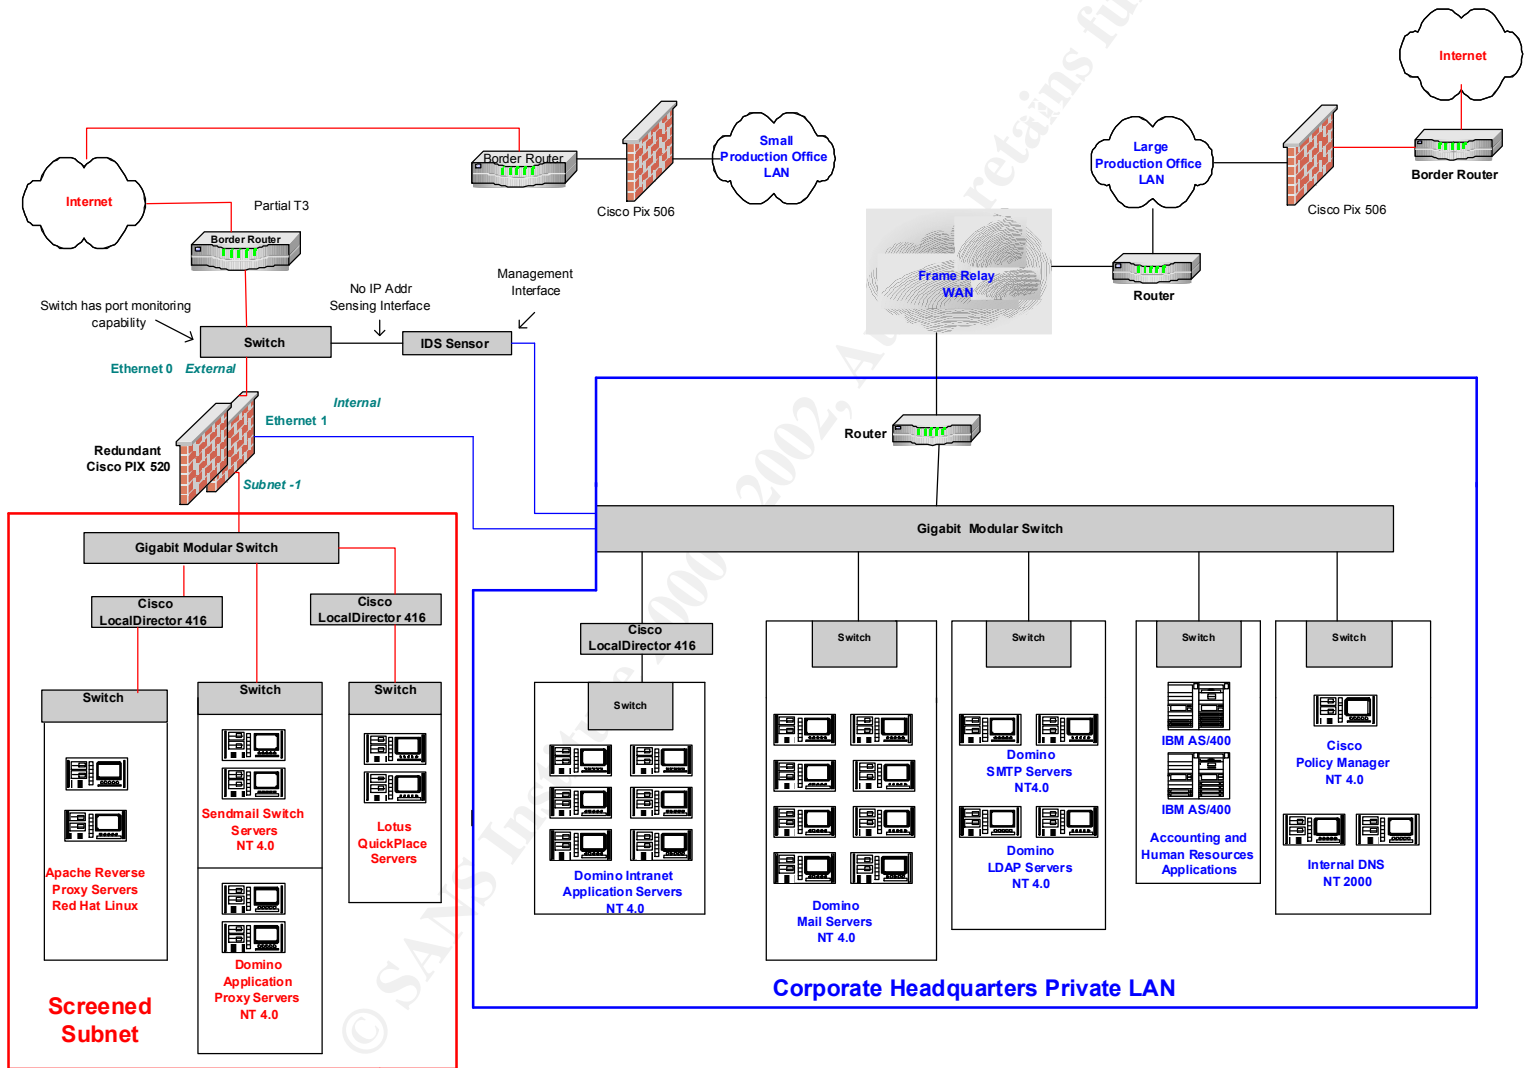 Internet
Small
Production Office
LAN
Border Router
Cisco Pix 506
Large
Production Office
LAN
Cisco Pix 506
Border Router
Internet
Partial T3
Border Router
Frame Relay
WAN
Router
Switch has port monitoring
capability
No IP Addr
Sensing Interface
Management
Interface
Switch
IDS Sensor
Ethernet 0 External
Internal
Ethernet 1
Redundant
Cisco PIX 520
Subnet -1
Router
Gigabit Modular Switch
Gigabit Modular Switch
Cisco
LocalDirector 416
Cisco
LocalDirector 416
Switch
Switch
Switch
Apache Reverse
Proxy Servers
Red Hat Linux
Sendmail Switch
Servers
NT 4.0
Domino
Application
Proxy Servers
NT 4.0
Lotus
QuickPlace
Servers
Screened
Subnet
Cisco
LocalDirector 416
Switch
Domino Intranet
Application Servers
NT 4.0
Switch
Domino
Mail Servers
NT 4.0
Switch
Domino
SMTP Servers
NT4.0
Domino
LDAP Servers
NT 4.0
Switch
IBM AS/400
IBM AS/400
Accounting and
Human Resources
Applications
Switch
Cisco
Policy Manager
NT 4.0
Internal DNS
NT 2000
Corporate Headquarters Private LAN
© SANS Institute 2000 2002, Au retains fu